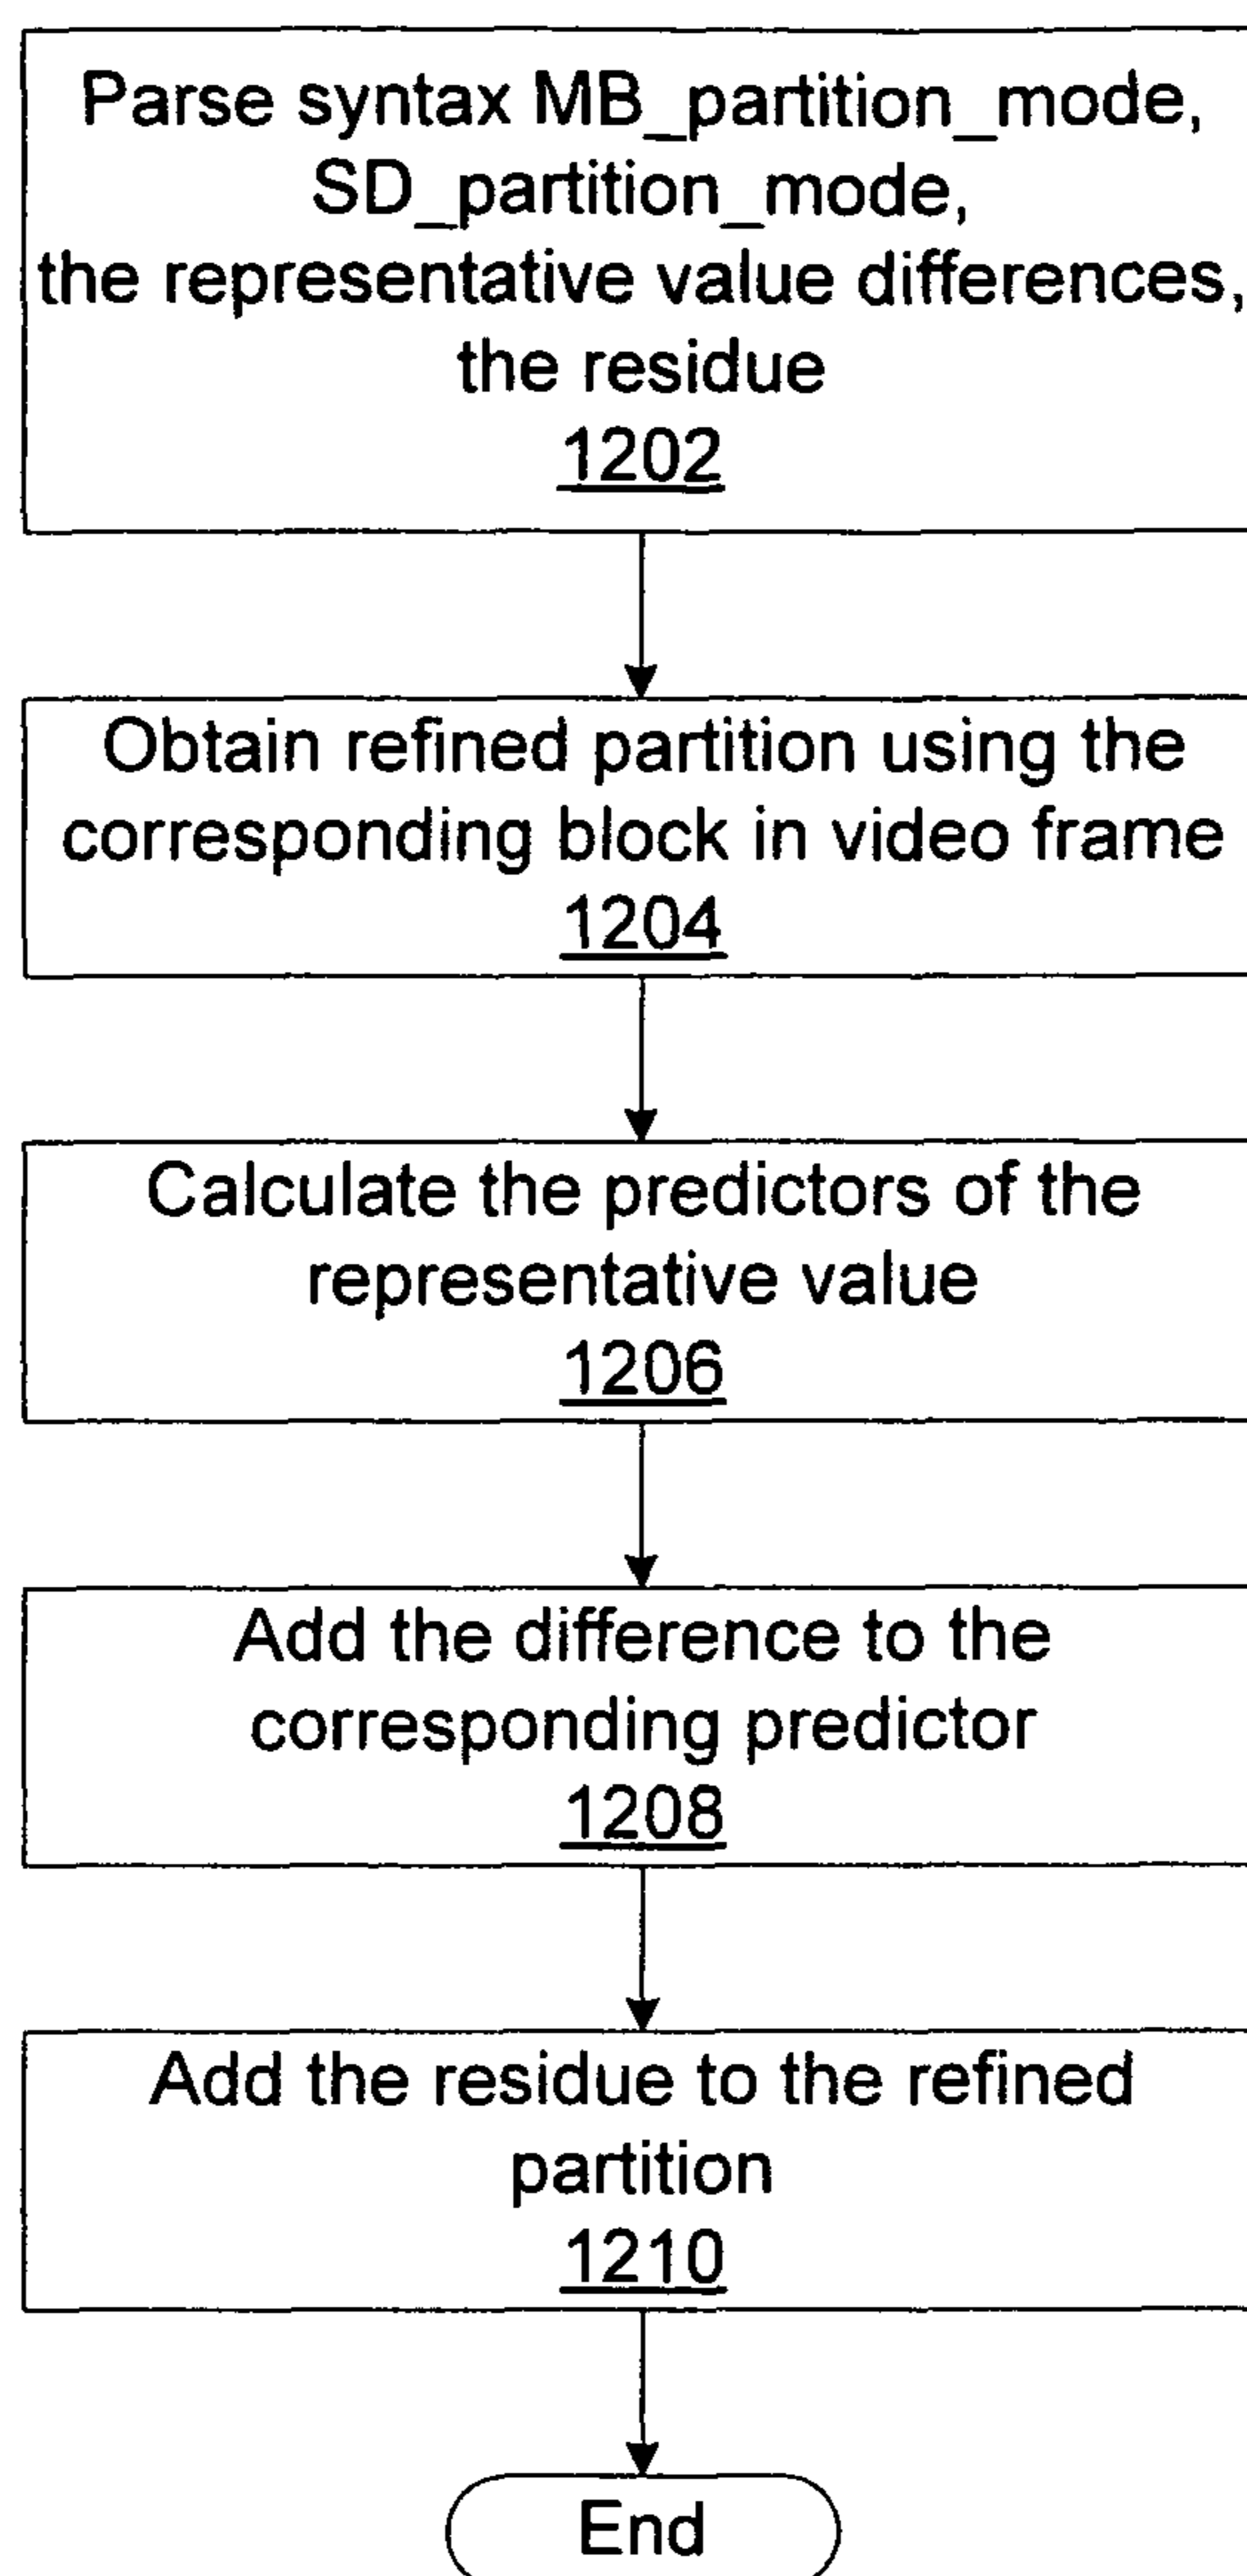 Parse syntax MB_partition_mode,
SD_partition_mode,
the representative value differences,
the residue
1202
Obtain refined partition using the
corresponding block in video frame
1204
Calculate the predictors of the
representative value
1206
Add the difference to the
corresponding predictor
1208
Add the residue to the refined
partition
1210
End